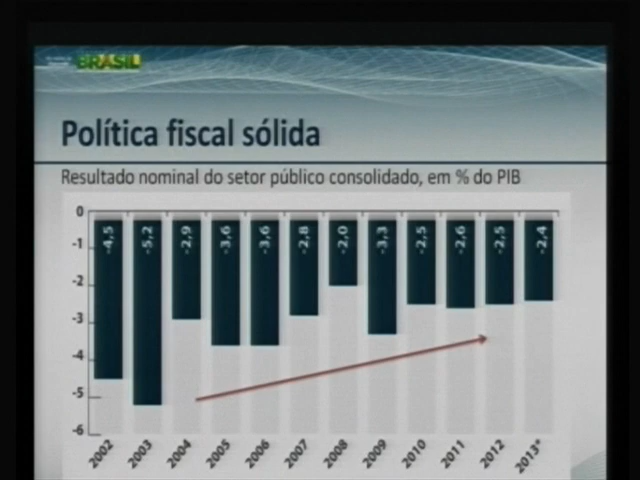 BRASIL
Política fiscal sólida
Resultado nominal do setor público consolidado, em % do PIB
0
-1
-2
-3
-4
-5
-6
-4,5 -5,2 -2,9 -3,6 -3,6 -2,8 -2,0 -3,3 -2,5 -2,6 -2,5 -2,4
2002 2003 2004 2005 2006 2007 2008 2009 2010 2011 2012 2013*